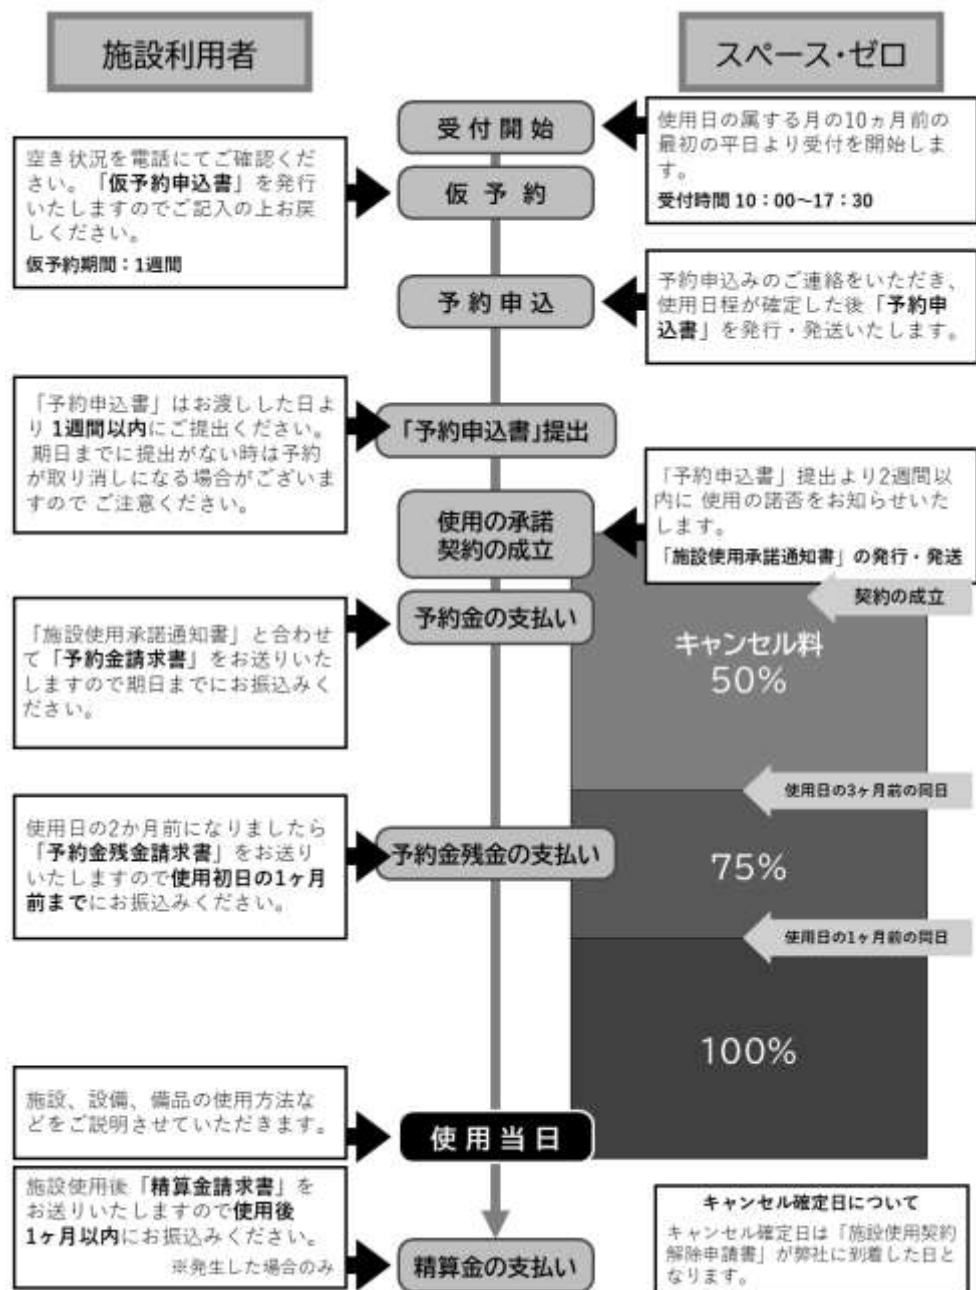 施設利用者
スペース・ゼロ
受付開始
使用日の属する月の10ヵ月前の
最初の平日より受付を開始しま
す。
受付時間 10：00～17：30
空き状況を電話にてご確認くだ
さい。「仮予約申込書」を発行
いたしますのでご記入の上お戻
しください。
仮予約期間：1週間
仮 予 約
予約申込
予約申込みのご連絡をいただき、
使用日程が確定した後「予約申
込書」を発行・発送いたします。
「予約申込書」はお渡しした日よ
り 1週間以内にご提出ください。
期日までに提出がない時は予約
が取り消しになる場合がございま
すので ご注意ください。
「予約申込書」提出
使用の承諾
契約の成立
「予約申込書」提出より2週間以
内に 使用の諾否をお知らせいた
します。
「施設使用承諾通知書」の発行・発送
契約の成立
予約金の支払い
「施設使用承諾通知書」と合わせ
て「予約金請求書」をお送りいた
しますので期日までにお振込みく
ださい。
キャンセル料
50%
使用日の3ヶ月前の同日
使用日の2か月前になりましたら
「予約金残金請求書」をお送り
いたしますので使用初日の1ヶ月
前までにお振込みください。
予約金残金の支払い
75%
使用日の1ヶ月前の同日
100%
施設、設備、備品の使用方法な
どをご説明させていただきます。
使用当日
施設使用後「精算金請求書」を
お送りいたしますので使用後
1ヶ月以内にお振込みください。
※発生した場合のみ
精算金の支払い
キャンセル確定日について
キャンセル確定日は「施設使用契約
解除申請書」が弊社に到着した日と
なります。